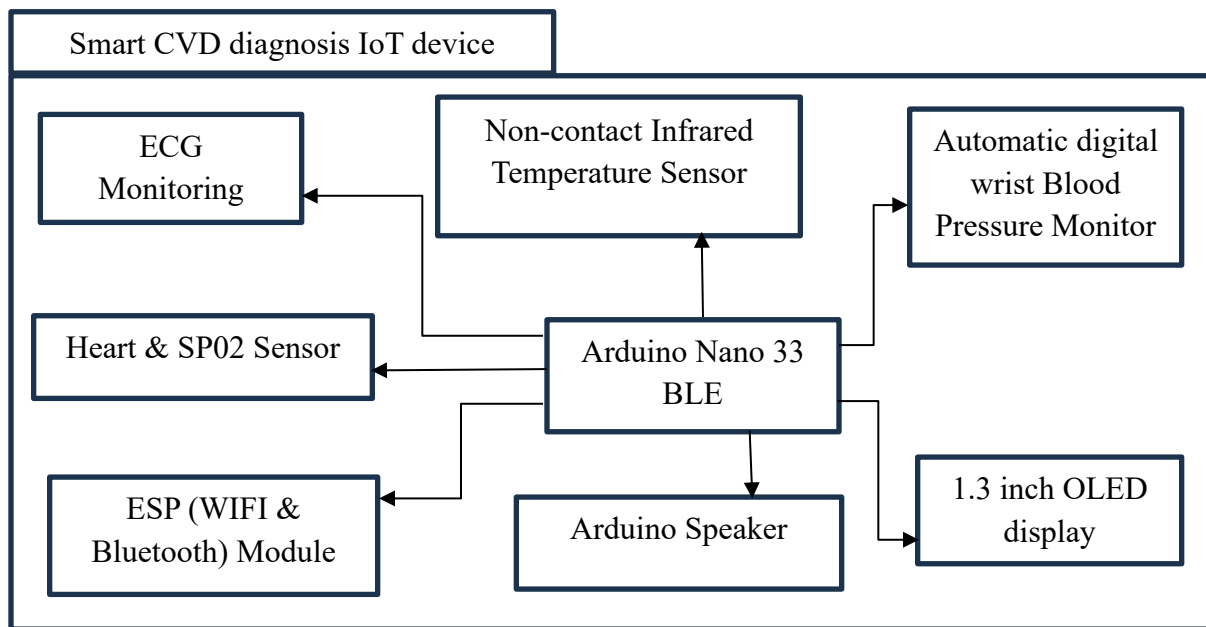 Smart CVD diagnosis IoT device
ECG
Monitoring
Non-contact Infrared
Temperature Sensor
Automatic digital
wrist Blood
Pressure Monitor
Heart & SP02 Sensor
Arduino Nano 33
BLE
ESP (WIFI &
Bluetooth) Module
Arduino Speaker
1.3 inch OLED
display